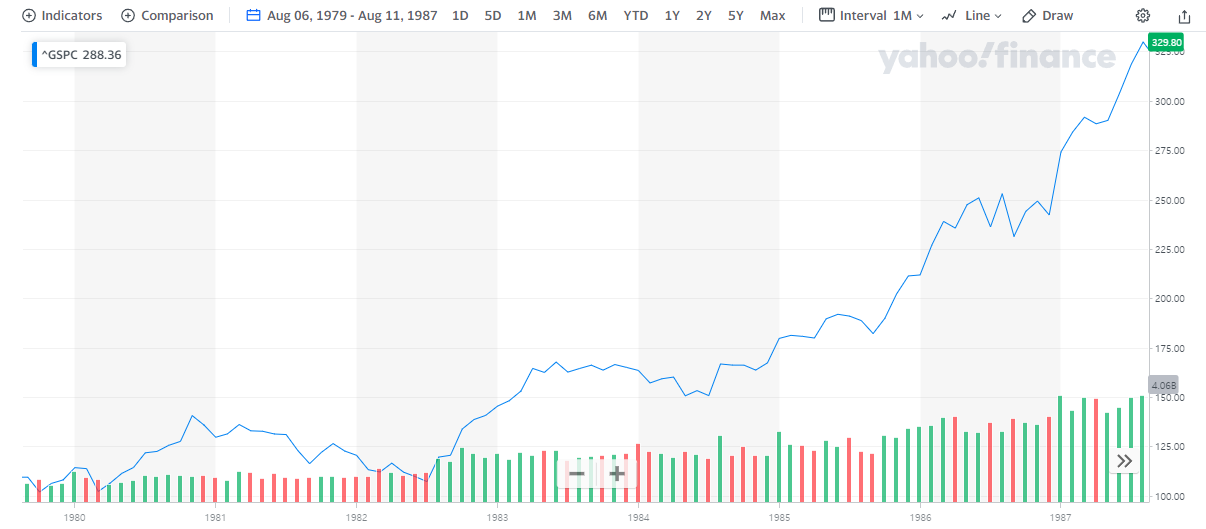 Indicators Comparison Aug 06, 1979 - Aug 11, 1987 1D 5D 1M 3M 6M YTD 1Y 2Y 5Y Max Interval 1M Line Draw
^GSPC 288.36
yahoo!finance
329.80
325.00
300.00
275.00
250.00
225.00
200.00
175.00
4.06B
150.00
125.00
100.00
1980 1981 1982 1983 1984 1985 1986 1987